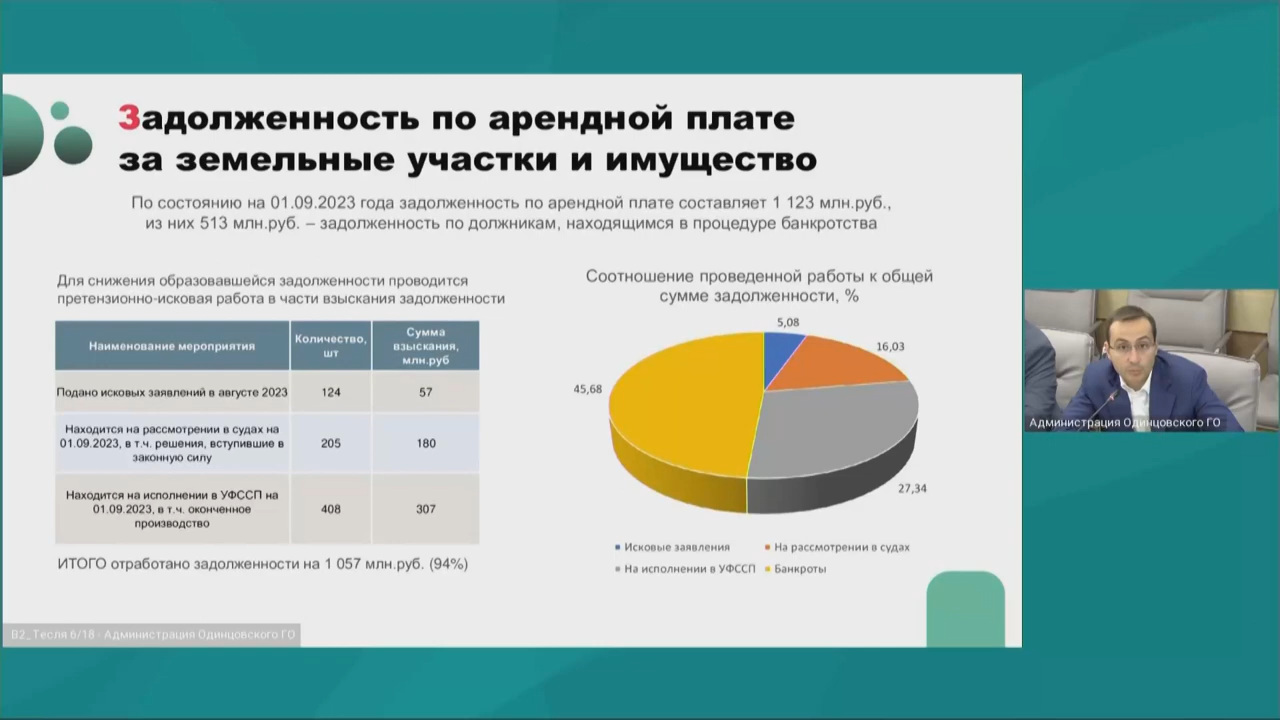 Задолженность по арендной плате
за земельные участки и имущество
По состоянию на 01.09.2023 года задолженность по арендной плате составляет 1 123 млн.руб.,
из них 513 млн.руб. – задолженность по должникам, находящимся в процедуре банкротства
Для снижения образовавшейся задолженности проводится
претензионно-исковая работа в части взыскания задолженности
Наименование мероприятия
Количество,
шт
Сумма
взыскания,
млн.руб
Подано исковых заявлений в августе 2023
124
57
Находится на рассмотрении в судах на
01.09.2023, в т.ч. решения, вступившие в
законную силу
205
180
Находится на исполнении в УФССП на
01.09.2023, в т.ч. оконченное
производство
408
307
ИТОГО отработано задолженности на 1 057 млн.руб. (94%)
Соотношение проведенной работы к общей
сумме задолженности, %
5,08
16,03
45,68
27,34
Исковые заявления
На рассмотрении в судах
На исполнении в УФССП
Банкроты
B2_ Тесля 6/18 - Администрация Одинцовского ГО
Администрация Одинцовского ГО